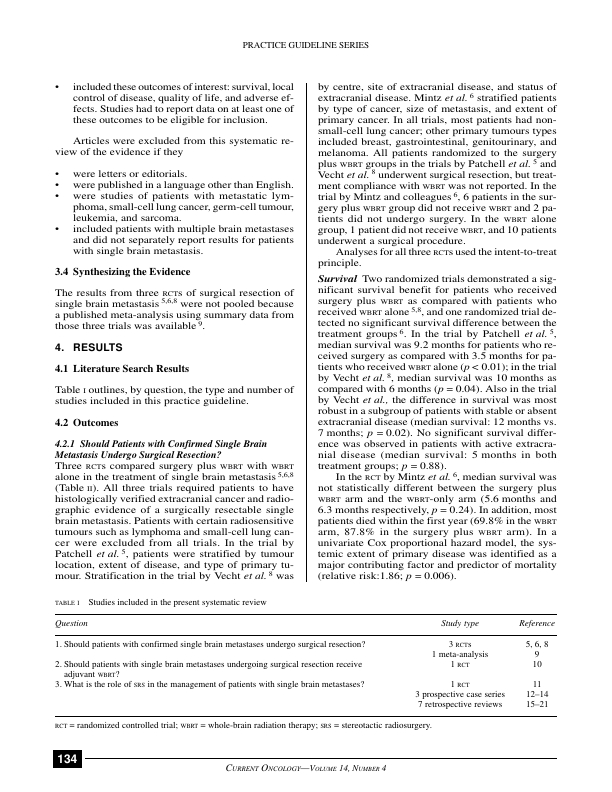 PRACTICE GUIDELINE SERIES
• included these outcomes of interest: survival, local
control of disease, quality of life, and adverse ef-
fects. Studies had to report data on at least one of
these outcomes to be eligible for inclusion.
Articles were excluded from this systematic re-
view of the evidence if they
• were letters or editorials.
• were published in a language other than English.
• were studies of patients with metastatic lym-
phoma, small-cell lung cancer, germ-cell tumour,
leukemia, and sarcoma.
• included patients with multiple brain metastases
and did not separately report results for patients
with single brain metastasis.
3.4 Synthesizing the Evidence
The results from three RCTS of surgical resection of
single brain metastasis 5,6,8 were not pooled because
a published meta-analysis using summary data from
those three trials was available 9.
4. RESULTS
4.1 Literature Search Results
Table I outlines, by question, the type and number of
studies included in this practice guideline.
4.2 Outcomes
4.2.1 Should Patients with Confirmed Single Brain
Metastasis Undergo Surgical Resection?
Three RCTS compared surgery plus WBRT with WBRT
alone in the treatment of single brain metastasis 5,6,8
(Table II). All three trials required patients to have
histologically verified extracranial cancer and radio-
graphic evidence of a surgically resectable single
brain metastasis. Patients with certain radiosensitive
tumours such as lymphoma and small-cell lung can-
cer were excluded from all trials. In the trial by
Patchell et al. 5, patients were stratified by tumour
location, extent of disease, and type of primary tu-
mour. Stratification in the trial by Vecht et al. 8 was
by centre, site of extracranial disease, and status of
extracranial disease. Mintz et al. 6 stratified patients
by type of cancer, size of metastasis, and extent of
primary cancer. In all trials, most patients had non-
small-cell lung cancer; other primary tumours types
included breast, gastrointestinal, genitourinary, and
melanoma. All patients randomized to the surgery
plus WBRT groups in the trials by Patchell et al. 5 and
Vecht et al. 8 underwent surgical resection, but treat-
ment compliance with WBRT was not reported. In the
trial by Mintz and colleagues 6, 6 patients in the sur-
gery plus WBRT group did not receive WBRT and 2 pa-
tients did not undergo surgery. In the WBRT alone
group, 1 patient did not receive WBRT, and 10 patients
underwent a surgical procedure.
Analyses for all three RCTS used the intent-to-treat
principle.
Survival Two randomized trials demonstrated a sig-
nificant survival benefit for patients who received
surgery plus WBRT as compared with patients who
received WBRT alone 5,8, and one randomized trial de-
tected no significant survival difference between the
treatment groups 6. In the trial by Patchell et al. 5,
median survival was 9.2 months for patients who re-
ceived surgery as compared with 3.5 months for pa-
tients who received WBRT alone (p < 0.01); in the trial
by Vecht et al. 8, median survival was 10 months as
compared with 6 months (p = 0.04). Also in the trial
by Vecht et al., the difference in survival was most
robust in a subgroup of patients with stable or absent
extracranial disease (median survival: 12 months vs.
7 months; p = 0.02). No significant survival differ-
ence was observed in patients with active extracra-
nial disease (median survival: 5 months in both
treatment groups; p = 0.88).
In the RCT by Mintz et al. 6, median survival was
not statistically different between the surgery plus
WBRT arm and the WBRT-only arm (5.6 months and
6.3 months respectively, p = 0.24). In addition, most
patients died within the first year (69.8% in the WBRT
arm, 87.8% in the surgery plus WBRT arm). In a
univariate Cox proportional hazard model, the sys-
temic extent of primary disease was identified as a
major contributing factor and predictor of mortality
(relative risk:1.86; p = 0.006).
TABLE I Studies included in the present systematic review
Question Study type Reference
1. Should patients with confirmed single brain metastases undergo surgical resection? 3 RCTS 5, 6, 8
1 meta-analysis 9
2. Should patients with single brain metastases undergoing surgical resection receive 1 RCT 10
adjuvant WBRT?
3. What is the role of SRS in the management of patients with single brain metastases? 1 RCT 11
3 prospective case series 12–14
7 retrospective reviews 15–21
RCT = randomized controlled trial; WBRT = whole-brain radiation therapy; SRS = stereotactic radiosurgery.
134
CURRENT ONCOLOGY—VOLUME 14, NUMBER 4